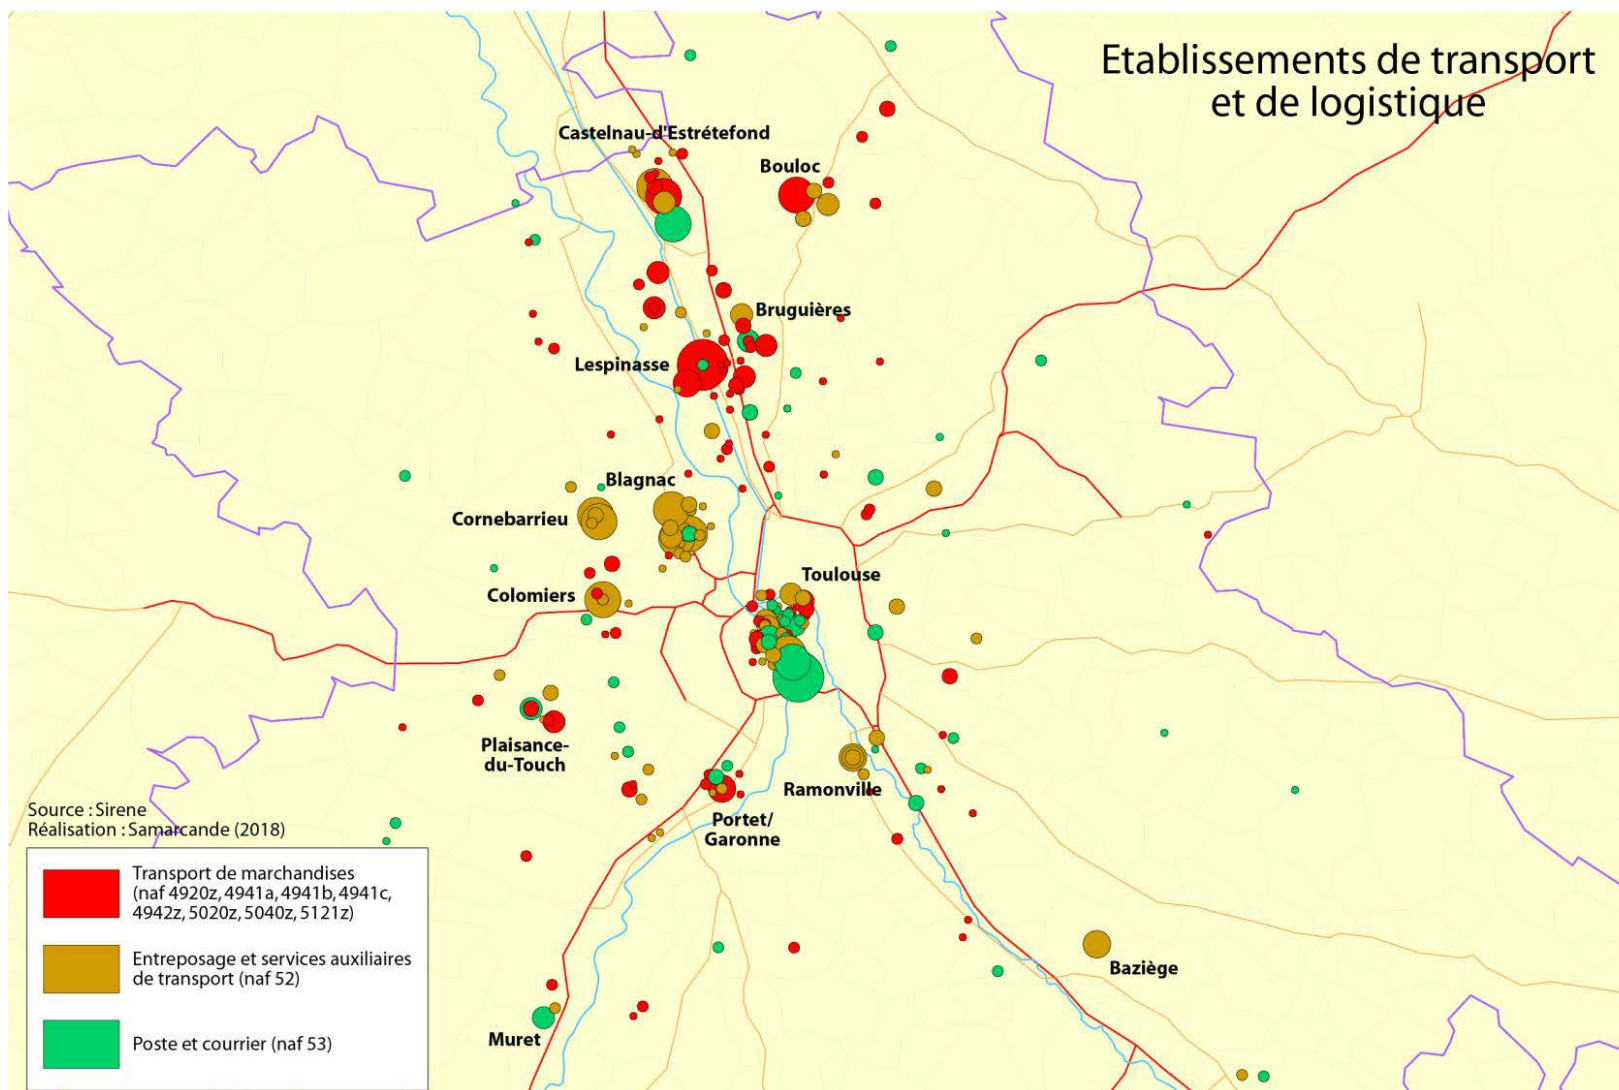 Etablissements de transport
et de logistique
Castelnau-d'Estrétefond
Bouloc
Bruguières
Lespinasse
Blagnac
Cornebarrieu
Colomiers
Toulouse
Plaisance-
du-Touch
Ramonville
Portet/
Garonne
Baziège
Muret
Source : Sirene
Réalisation : Samarcande (2018)
Transport de marchandises
(naf 4920z, 4941a, 4941b, 4941c,
4942z, 5020z, 5040z, 5121z)
Entreposage et services auxiliaires
de transport (naf 52)
Poste et courrier (naf 53)